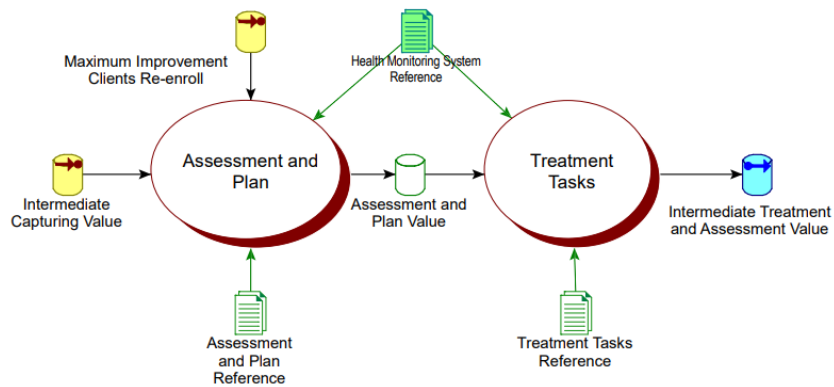 Maximum Improvement
Clients Re-enroll
Health Monitoring System
Reference
Assessment and
Plan
Treatment
Tasks
Intermediate
Capturing Value
Assessment and
Plan Value
Intermediate Treatment
and Assessment Value
Assessment
and Plan
Reference
Treatment Tasks
Reference